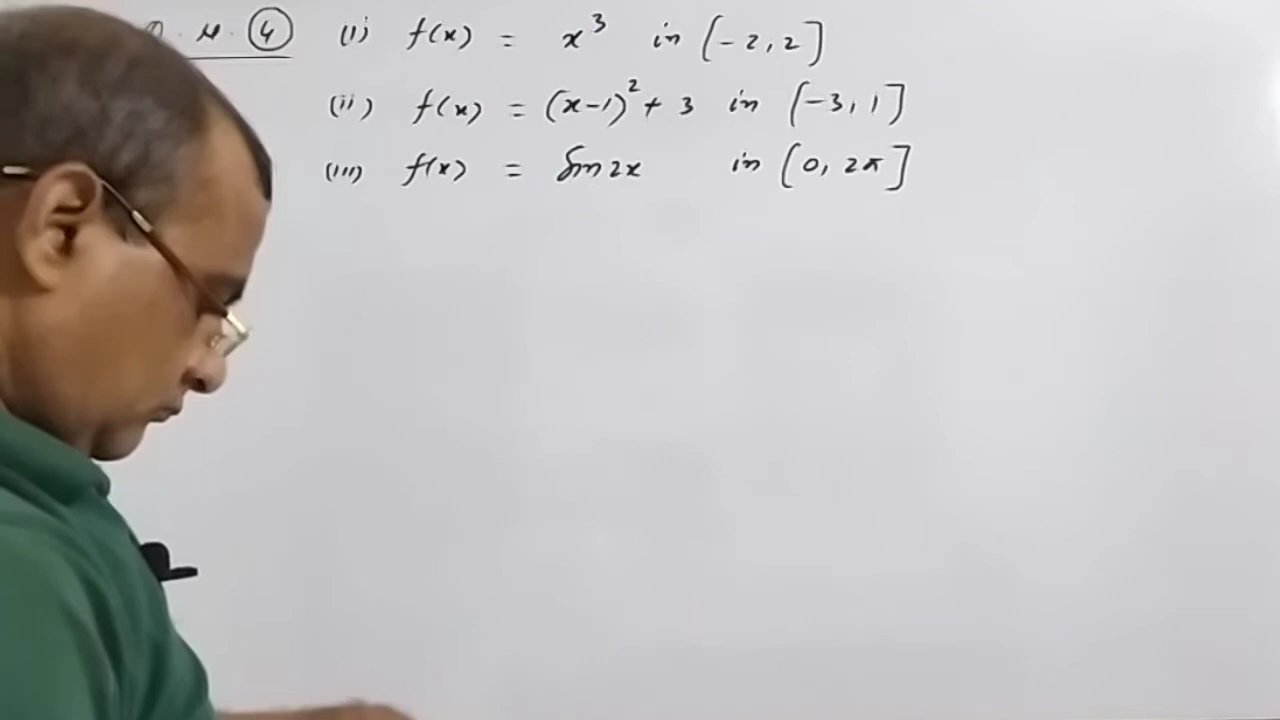 Q. N. ④ (i) f(x) = x³ in [-2, 2]
(ii) f(x) = (x-1)² + 3 in [-3, 1]
(iii) f(x) = Sin 2x in [0, 2π]